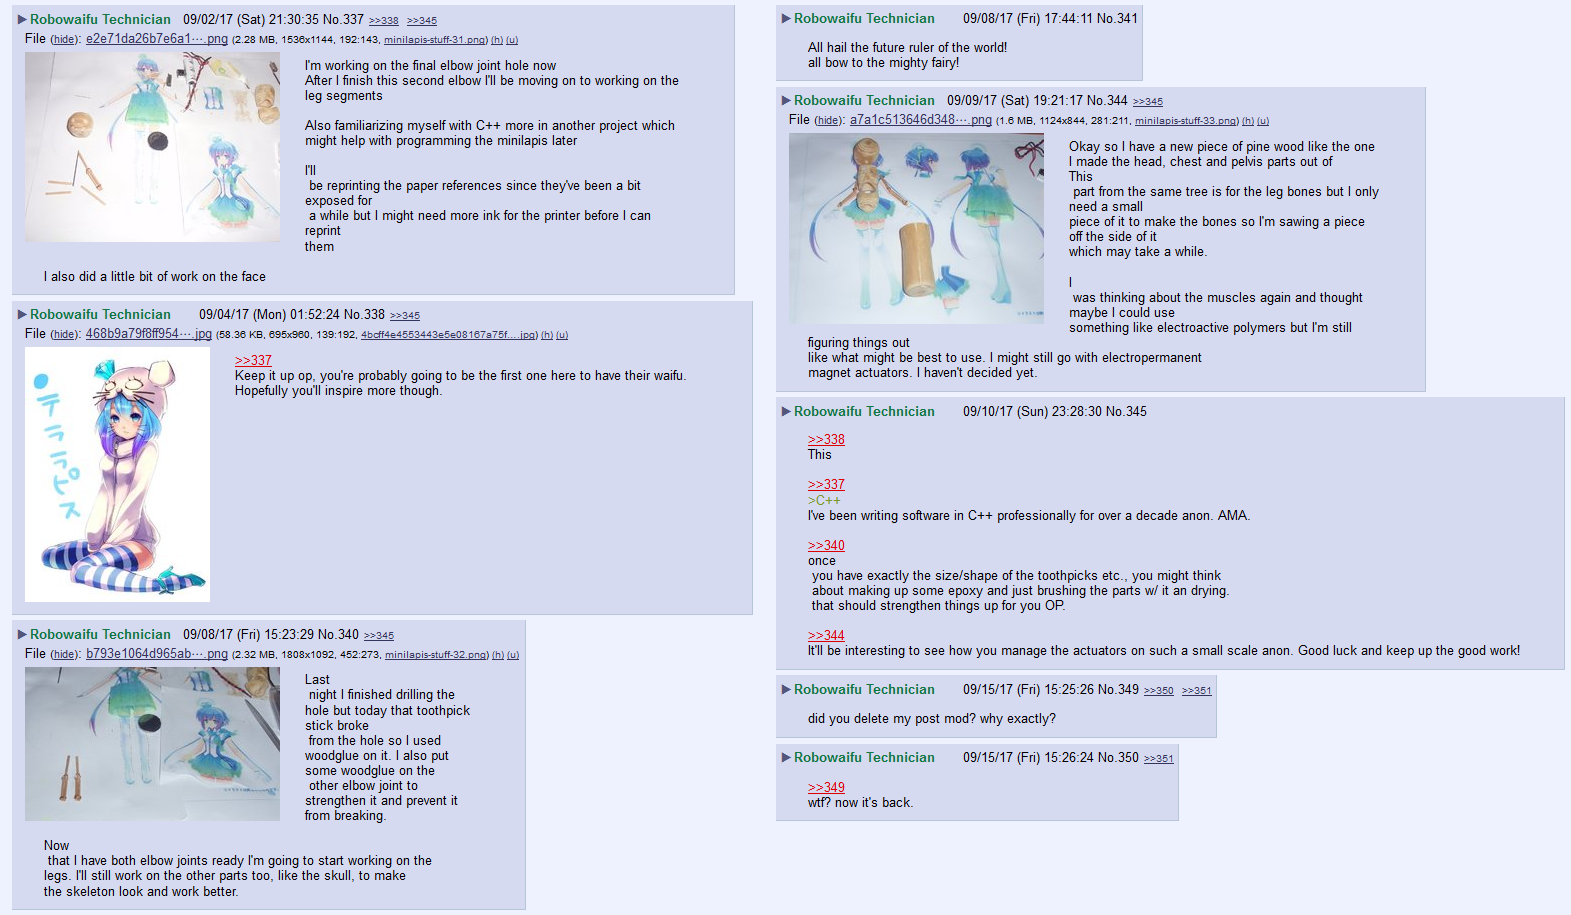 ▶ Robowaifu Technician 09/02/17 (Sat) 21:30:35 No.337 >>338 >>345
File (hide): e2e71da26b7e6a1⋯.png (2.28 MB, 1536x1144, 192:143, minilapis-stuff-31.png) (h) (u)
I'm working on the final elbow joint hole now
After I finish this second elbow I'll be moving on to working on the
leg segments
Also familiarizing myself with C++ more in another project which
might help with programming the minilapis later
I'll
be reprinting the paper references since they've been a bit
exposed for
a while but I might need more ink for the printer before I can
reprint
them
I also did a little bit of work on the face
▶ Robowaifu Technician 09/04/17 (Mon) 01:52:24 No.338 >>345
File (hide): 468b9a79f8ff954⋯.jpg (58.36 KB, 695x960, 139:192, 4bcff4e4553443e5e08167a75f....jpg) (h) (u)
テララピス
>>337
Keep it up op, you're probably going to be the first one here to have their waifu.
Hopefully you'll inspire more though.
▶ Robowaifu Technician 09/08/17 (Fri) 15:23:29 No.340 >>345
File (hide): b793e1064d965ab⋯.png (2.32 MB, 1808x1092, 452:273, minilapis-stuff-32.png) (h) (u)
Last
night I finished drilling the
hole but today that toothpick
stick broke
from the hole so I used
woodglue on it. I also put
some woodglue on the
other elbow joint to
strengthen it and prevent it
from breaking.
Now
that I have both elbow joints ready I'm going to start working on the
legs. I'll still work on the other parts too, like the skull, to make
the skeleton look and work better.
▶ Robowaifu Technician 09/08/17 (Fri) 17:44:11 No.341
All hail the future ruler of the world!
all bow to the mighty fairy!
▶ Robowaifu Technician 09/09/17 (Sat) 19:21:17 No.344 >>345
File (hide): a7a1c513646d348⋯.png (1.6 MB, 1124x844, 281:211, minilapis-stuff-33.png) (h) (u)
Okay so I have a new piece of pine wood like the one
I made the head, chest and pelvis parts out of
This
part from the same tree is for the leg bones but I only
need a small
piece of it to make the bones so I'm sawing a piece
off the side of it
which may take a while.
I
was thinking about the muscles again and thought
maybe I could use
something like electroactive polymers but I'm still
figuring things out
like what might be best to use. I might still go with electropermanent
magnet actuators. I haven't decided yet.
▶ Robowaifu Technician 09/10/17 (Sun) 23:28:30 No.345
>>338
This
>>337
>C++
I've been writing software in C++ professionally for over a decade anon. AMA.
>>340
once
you have exactly the size/shape of the toothpicks etc., you might think
about making up some epoxy and just brushing the parts w/ it an drying.
that should strengthen things up for you OP.
>>344
It'll be interesting to see how you manage the actuators on such a small scale anon. Good luck and keep up the good work!
▶ Robowaifu Technician 09/15/17 (Fri) 15:25:26 No.349 >>350 >>351
did you delete my post mod? why exactly?
▶ Robowaifu Technician 09/15/17 (Fri) 15:26:24 No.350 >>351
>>349
wtf? now it's back.